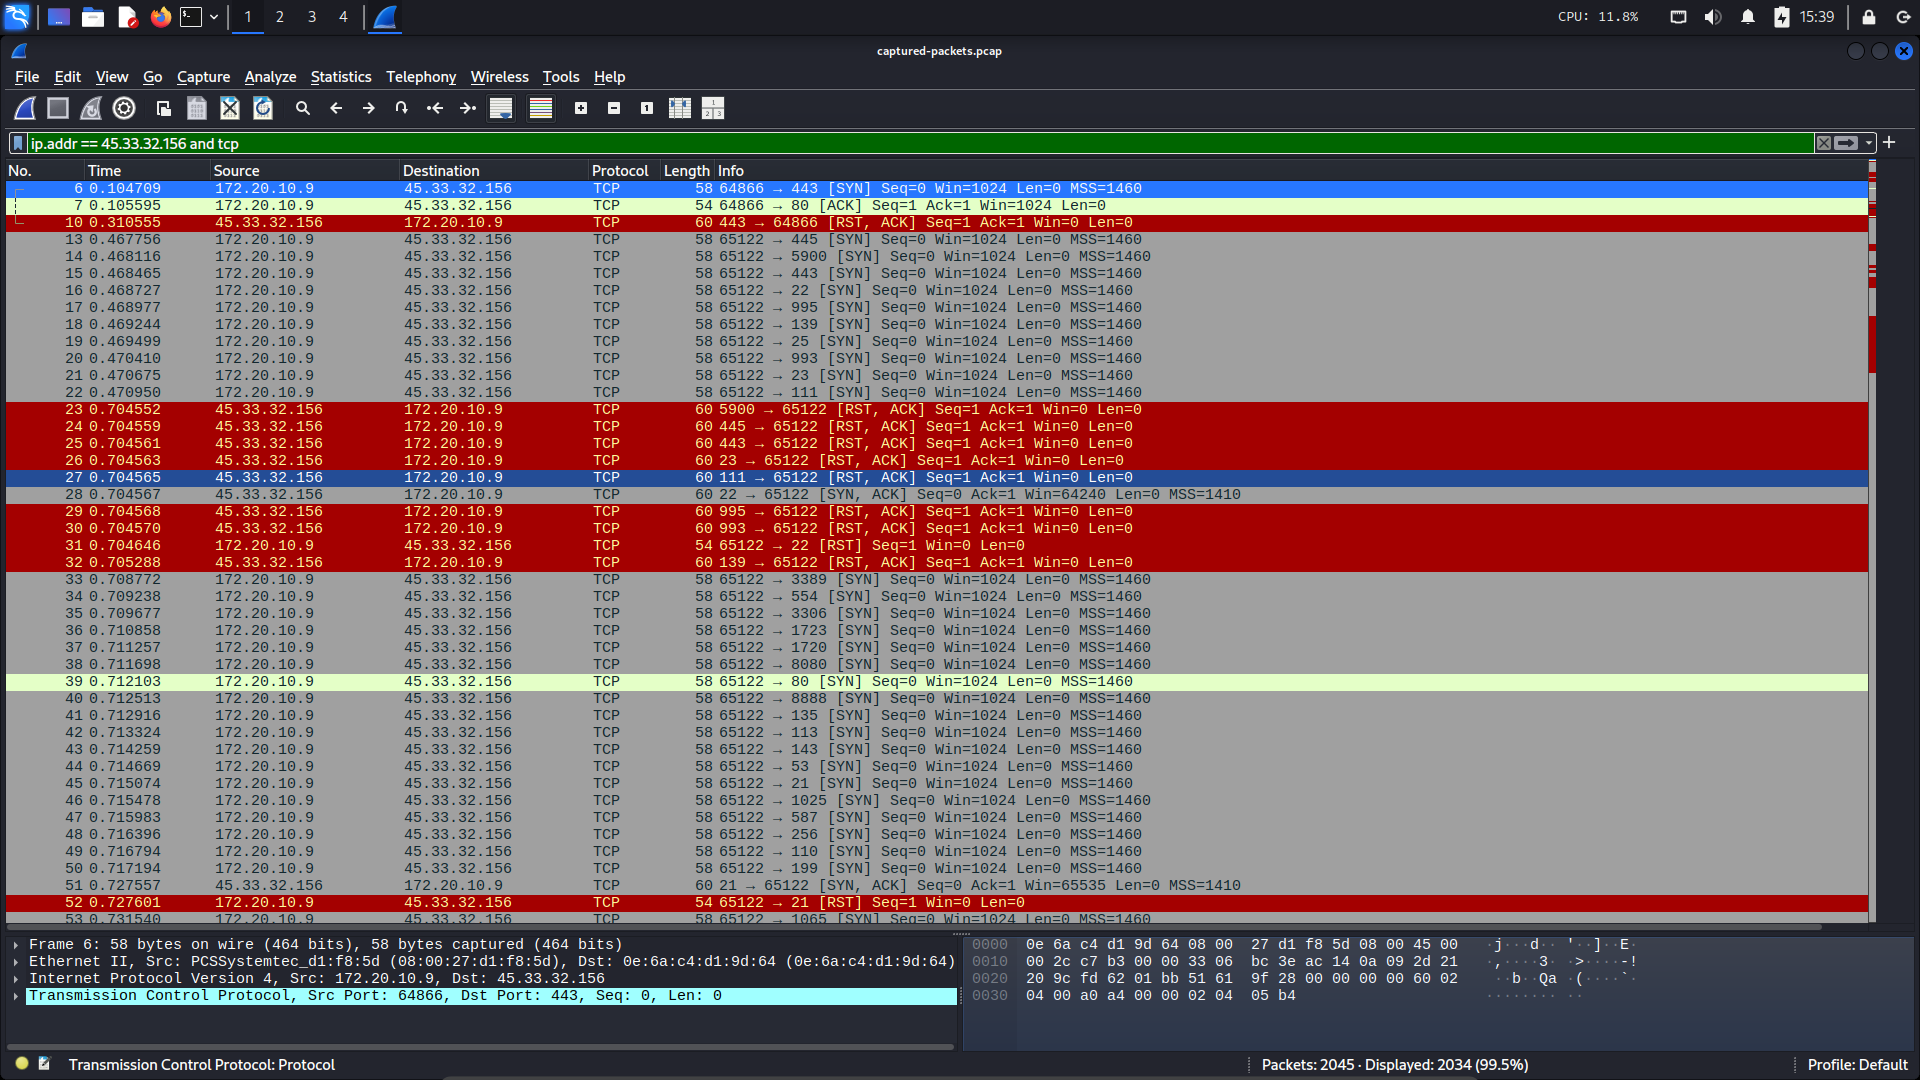 1 2 3 4 CPU: 11.8% 15:39
captured-packets.pcap
File Edit View Go Capture Analyze Statistics Telephony Wireless Tools Help
ip.addr == 45.33.32.156 and tcp
No. Time Source Destination Protocol Length Info
6 0.104709 172.20.10.9 45.33.32.156 TCP 58 64866 → 443 [SYN] Seq=0 Win=1024 Len=0 MSS=1460
7 0.105595 172.20.10.9 45.33.32.156 TCP 54 64866 → 80 [ACK] Seq=1 Ack=1 Win=1024 Len=0
10 0.310555 45.33.32.156 172.20.10.9 TCP 60 443 → 64866 [RST, ACK] Seq=1 Ack=1 Win=0 Len=0
13 0.467756 172.20.10.9 45.33.32.156 TCP 58 65122 → 445 [SYN] Seq=0 Win=1024 Len=0 MSS=1460
14 0.468116 172.20.10.9 45.33.32.156 TCP 58 65122 → 5900 [SYN] Seq=0 Win=1024 Len=0 MSS=1460
15 0.468465 172.20.10.9 45.33.32.156 TCP 58 65122 → 443 [SYN] Seq=0 Win=1024 Len=0 MSS=1460
16 0.468727 172.20.10.9 45.33.32.156 TCP 58 65122 → 22 [SYN] Seq=0 Win=1024 Len=0 MSS=1460
17 0.468977 172.20.10.9 45.33.32.156 TCP 58 65122 → 995 [SYN] Seq=0 Win=1024 Len=0 MSS=1460
18 0.469244 172.20.10.9 45.33.32.156 TCP 58 65122 → 139 [SYN] Seq=0 Win=1024 Len=0 MSS=1460
19 0.469499 172.20.10.9 45.33.32.156 TCP 58 65122 → 25 [SYN] Seq=0 Win=1024 Len=0 MSS=1460
20 0.470410 172.20.10.9 45.33.32.156 TCP 58 65122 → 993 [SYN] Seq=0 Win=1024 Len=0 MSS=1460
21 0.470675 172.20.10.9 45.33.32.156 TCP 58 65122 → 23 [SYN] Seq=0 Win=1024 Len=0 MSS=1460
22 0.470950 172.20.10.9 45.33.32.156 TCP 58 65122 → 111 [SYN] Seq=0 Win=1024 Len=0 MSS=1460
23 0.704552 45.33.32.156 172.20.10.9 TCP 60 5900 → 65122 [RST, ACK] Seq=1 Ack=1 Win=0 Len=0
24 0.704559 45.33.32.156 172.20.10.9 TCP 60 445 → 65122 [RST, ACK] Seq=1 Ack=1 Win=0 Len=0
25 0.704561 45.33.32.156 172.20.10.9 TCP 60 443 → 65122 [RST, ACK] Seq=1 Ack=1 Win=0 Len=0
26 0.704563 45.33.32.156 172.20.10.9 TCP 60 23 → 65122 [RST, ACK] Seq=1 Ack=1 Win=0 Len=0
27 0.704565 45.33.32.156 172.20.10.9 TCP 60 111 → 65122 [RST, ACK] Seq=1 Ack=1 Win=0 Len=0
28 0.704567 45.33.32.156 172.20.10.9 TCP 60 22 → 65122 [SYN, ACK] Seq=0 Ack=1 Win=64240 Len=0 MSS=1410
29 0.704568 45.33.32.156 172.20.10.9 TCP 60 995 → 65122 [RST, ACK] Seq=1 Ack=1 Win=0 Len=0
30 0.704570 45.33.32.156 172.20.10.9 TCP 60 993 → 65122 [RST, ACK] Seq=1 Ack=1 Win=0 Len=0
31 0.704646 172.20.10.9 45.33.32.156 TCP 54 65122 → 22 [RST] Seq=1 Win=0 Len=0
32 0.705288 45.33.32.156 172.20.10.9 TCP 60 139 → 65122 [RST, ACK] Seq=1 Ack=1 Win=0 Len=0
33 0.708772 172.20.10.9 45.33.32.156 TCP 58 65122 → 3389 [SYN] Seq=0 Win=1024 Len=0 MSS=1460
34 0.709238 172.20.10.9 45.33.32.156 TCP 58 65122 → 554 [SYN] Seq=0 Win=1024 Len=0 MSS=1460
35 0.709677 172.20.10.9 45.33.32.156 TCP 58 65122 → 3306 [SYN] Seq=0 Win=1024 Len=0 MSS=1460
36 0.710858 172.20.10.9 45.33.32.156 TCP 58 65122 → 1723 [SYN] Seq=0 Win=1024 Len=0 MSS=1460
37 0.711257 172.20.10.9 45.33.32.156 TCP 58 65122 → 1720 [SYN] Seq=0 Win=1024 Len=0 MSS=1460
38 0.711698 172.20.10.9 45.33.32.156 TCP 58 65122 → 8080 [SYN] Seq=0 Win=1024 Len=0 MSS=1460
39 0.712103 172.20.10.9 45.33.32.156 TCP 58 65122 → 80 [SYN] Seq=0 Win=1024 Len=0 MSS=1460
40 0.712513 172.20.10.9 45.33.32.156 TCP 58 65122 → 8888 [SYN] Seq=0 Win=1024 Len=0 MSS=1460
41 0.712916 172.20.10.9 45.33.32.156 TCP 58 65122 → 135 [SYN] Seq=0 Win=1024 Len=0 MSS=1460
42 0.713324 172.20.10.9 45.33.32.156 TCP 58 65122 → 113 [SYN] Seq=0 Win=1024 Len=0 MSS=1460
43 0.714259 172.20.10.9 45.33.32.156 TCP 58 65122 → 143 [SYN] Seq=0 Win=1024 Len=0 MSS=1460
44 0.714669 172.20.10.9 45.33.32.156 TCP 58 65122 → 53 [SYN] Seq=0 Win=1024 Len=0 MSS=1460
45 0.715074 172.20.10.9 45.33.32.156 TCP 58 65122 → 21 [SYN] Seq=0 Win=1024 Len=0 MSS=1460
46 0.715478 172.20.10.9 45.33.32.156 TCP 58 65122 → 1025 [SYN] Seq=0 Win=1024 Len=0 MSS=1460
47 0.715983 172.20.10.9 45.33.32.156 TCP 58 65122 → 587 [SYN] Seq=0 Win=1024 Len=0 MSS=1460
48 0.716396 172.20.10.9 45.33.32.156 TCP 58 65122 → 256 [SYN] Seq=0 Win=1024 Len=0 MSS=1460
49 0.716794 172.20.10.9 45.33.32.156 TCP 58 65122 → 110 [SYN] Seq=0 Win=1024 Len=0 MSS=1460
50 0.717194 172.20.10.9 45.33.32.156 TCP 58 65122 → 199 [SYN] Seq=0 Win=1024 Len=0 MSS=1460
51 0.727557 45.33.32.156 172.20.10.9 TCP 60 21 → 65122 [SYN, ACK] Seq=0 Ack=1 Win=65535 Len=0 MSS=1410
52 0.727601 172.20.10.9 45.33.32.156 TCP 54 65122 → 21 [RST] Seq=1 Win=0 Len=0
53 0.731540 172.20.10.9 45.33.32.156 TCP 58 65122 → 1065 [SYN] Seq=0 Win=1024 Len=0 MSS=1460
Frame 6: 58 bytes on wire (464 bits), 58 bytes captured (464 bits)
Ethernet II, Src: PCSSystemtec_d1:f8:5d (08:00:27:d1:f8:5d), Dst: 0e:6a:c4:d1:9d:64 (0e:6a:c4:d1:9d:64)
Internet Protocol Version 4, Src: 172.20.10.9, Dst: 45.33.32.156
Transmission Control Protocol, Src Port: 64866, Dst Port: 443, Seq: 0, Len: 0
0000 0e 6a c4 d1 9d 64 08 00 27 d1 f8 5d 08 00 45 00 ·j···d·· '··]··E·
0010 00 2c c7 b3 00 00 33 06 bc 3e ac 14 0a 09 2d 21 ·,····3· ·>····-!
0020 20 9c fd 62 01 bb 51 61 9f 28 00 00 00 00 60 02 ··b··Qa ·(····`·
0030 04 00 a0 a4 00 00 02 04 05 b4 ········ ··
Transmission Control Protocol: Protocol Packets: 2045 · Displayed: 2034 (99.5%) Profile: Default